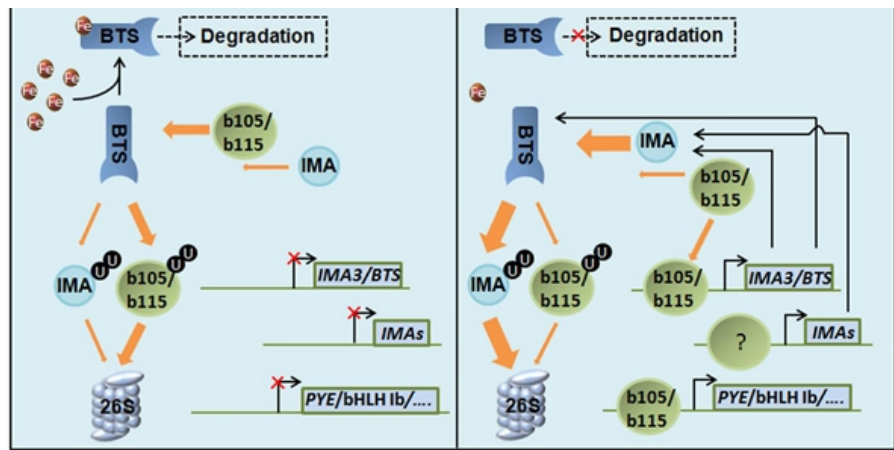 Fe
BTS
Degradation
Fe
Fe
Fe
Fe
Fe
Fe
BTS
b105/
b115
IMA
IMA
U
U
b105/
b115
U
U
IMA3/BTS
IMAs
26S
PYE/bHLH Ib/....
BTS
Degradation
Fe
BTS
IMA
b105/
b115
IMA
U
U
b105/
b115
U
U
b105/
b115
IMA3/BTS
?
IMAs
26S
b105/
b115
PYE/bHLH Ib/....